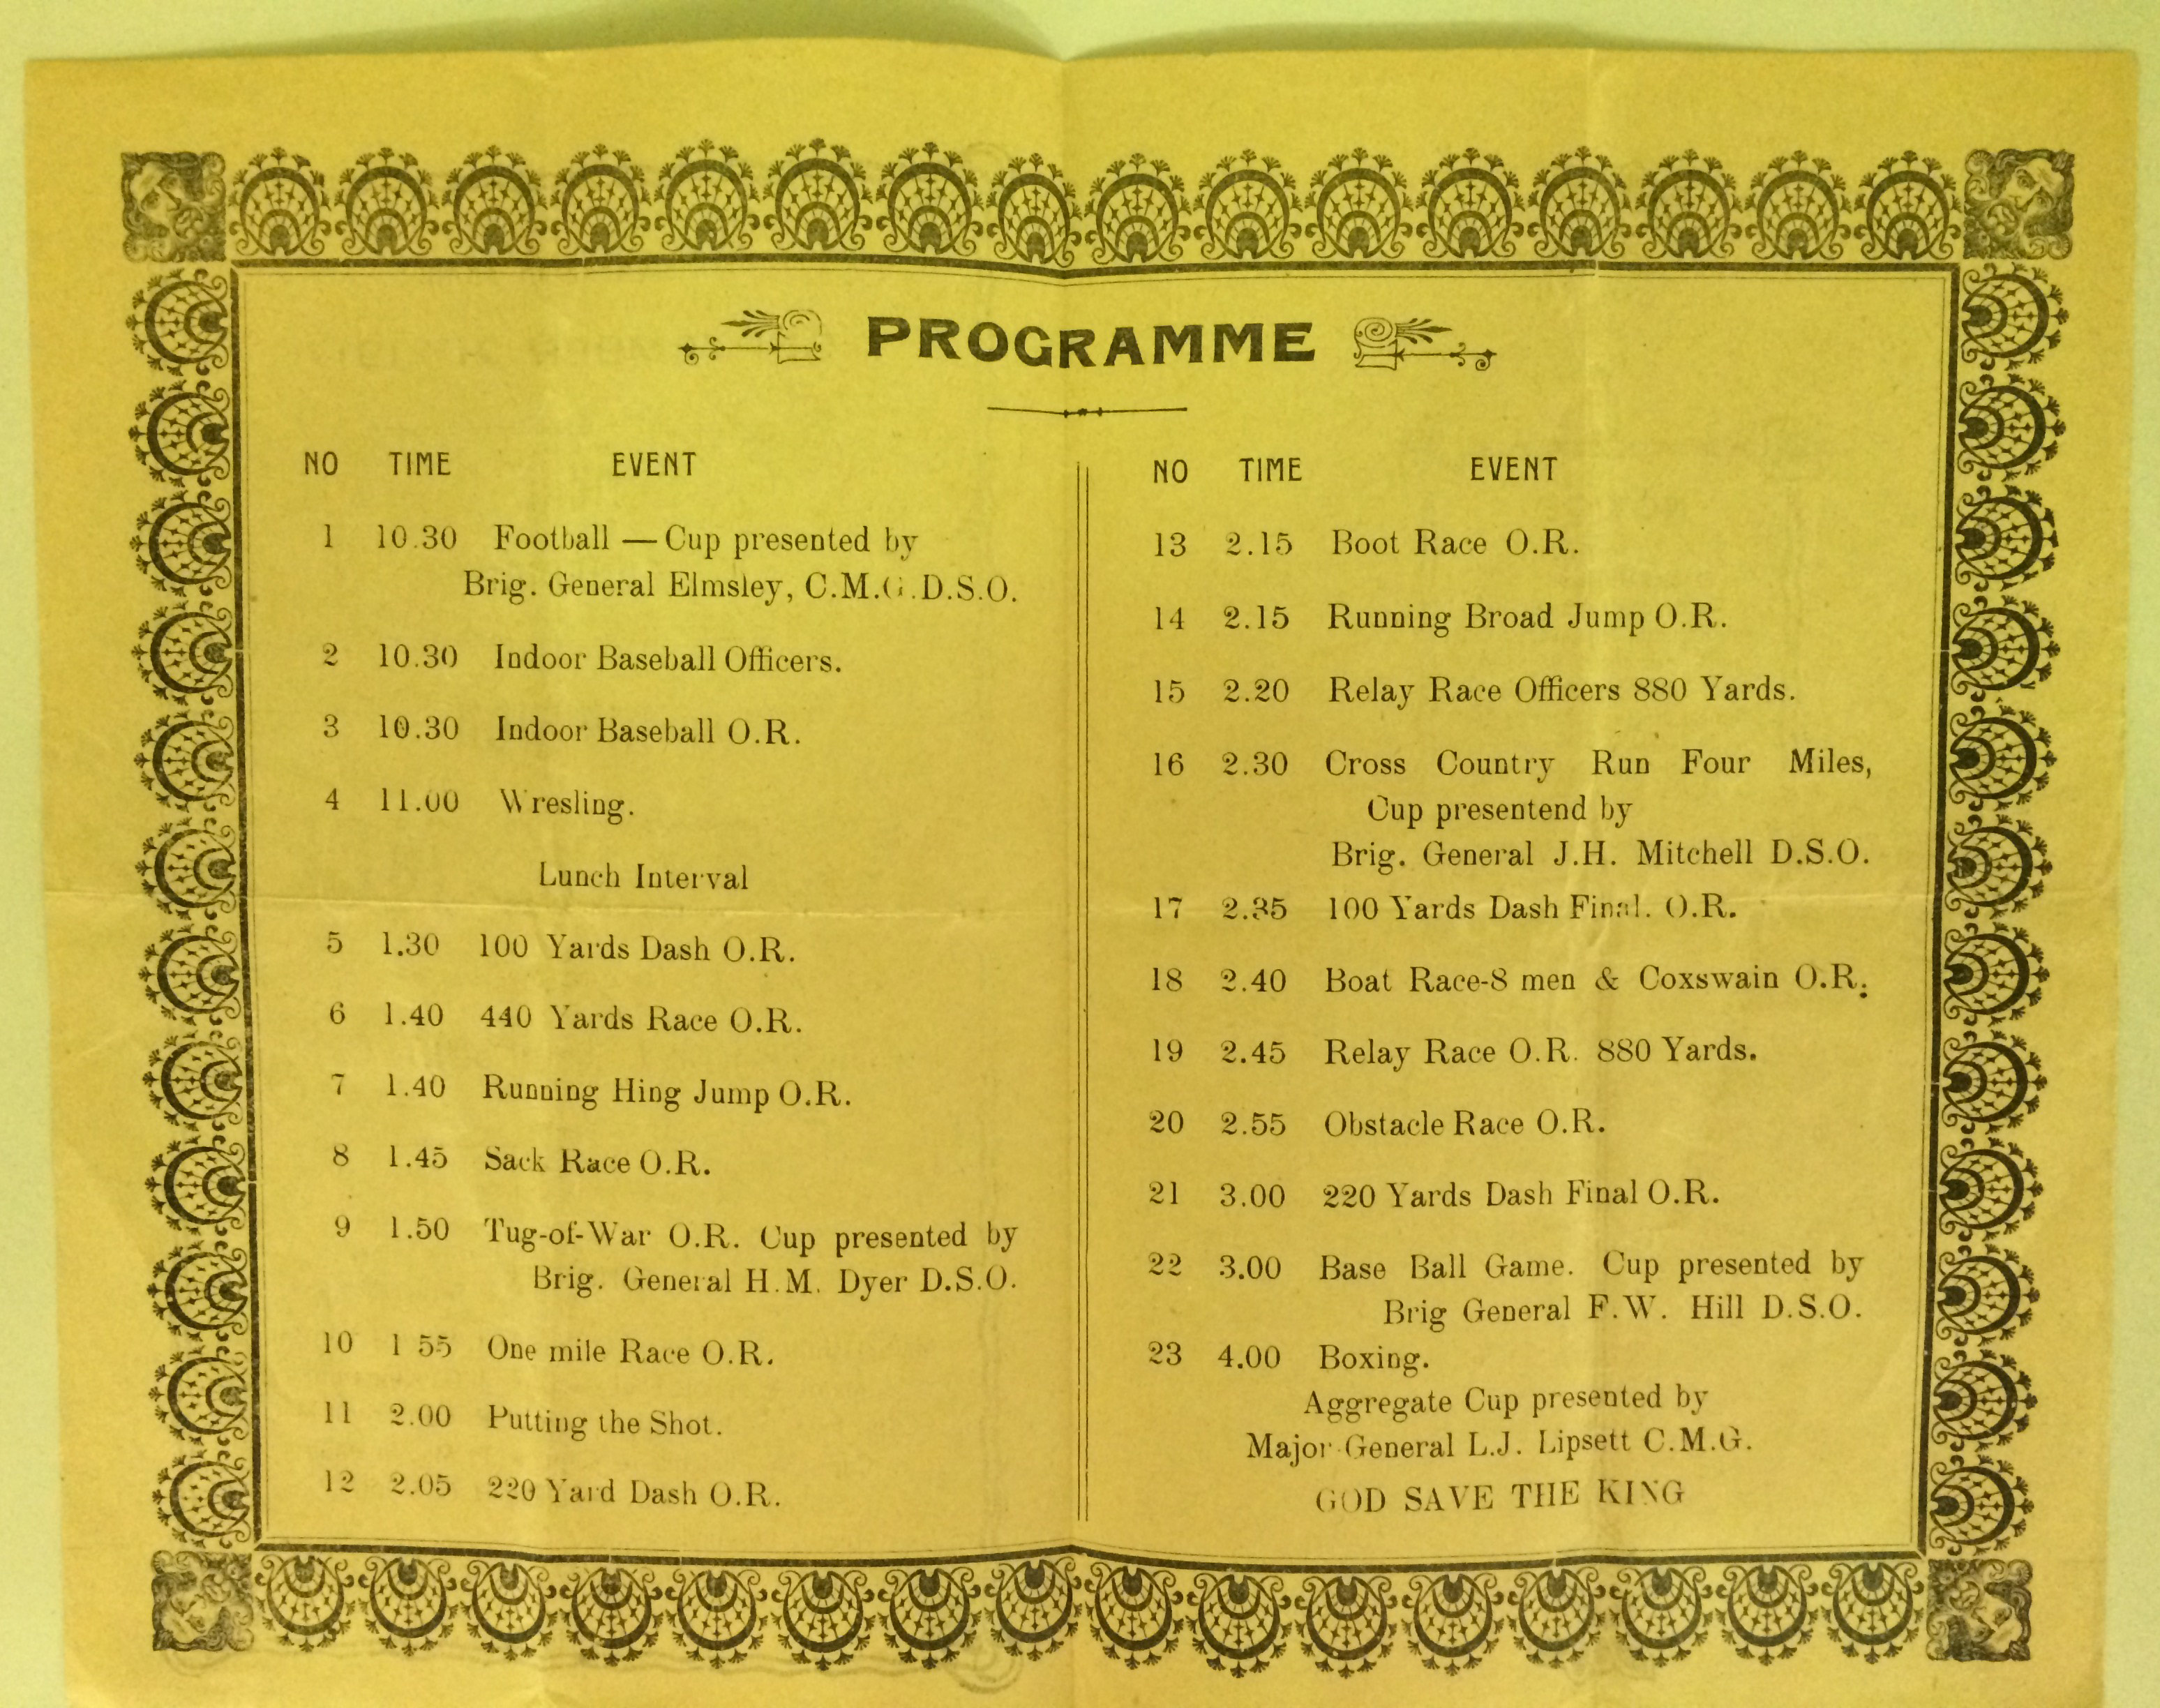 PROGRAMME
NO TIME EVENT
1 10.30 Football — Cup presented by
Brig. General Elmsley, C.M.G.D.S.O.
2 10.30 Indoor Baseball Officers.
3 10.30 Indoor Baseball O.R.
4 11.00 Wresling.
Lunch Interval
5 1.30 100 Yards Dash O.R.
6 1.40 440 Yards Race O.R.
7 1.40 Running Hing Jump O.R.
8 1.45 Sack Race O.R.
9 1.50 Tug-of-War O.R. Cup presented by
Brig. General H.M. Dyer D.S.O.
10 1 55 One mile Race O.R.
11 2.00 Putting the Shot.
12 2.05 220 Yard Dash O.R.
NO TIME EVENT
13 2.15 Boot Race O.R.
14 2.15 Running Broad Jump O.R.
15 2.20 Relay Race Officers 880 Yards.
16 2.30 Cross Country Run Four Miles,
Cup presentend by
Brig. General J.H. Mitchell D.S.O.
17 2.35 100 Yards Dash Final. O.R.
18 2.40 Boat Race-8 men & Coxswain O.R.
19 2.45 Relay Race O.R. 880 Yards.
20 2.55 Obstacle Race O.R.
21 3.00 220 Yards Dash Final O.R.
22 3.00 Base Ball Game. Cup presented by
Brig General F.W. Hill D.S.O.
23 4.00 Boxing.
Aggregate Cup presented by
Major General L.J. Lipsett C.M.G.
GOD SAVE THE KING